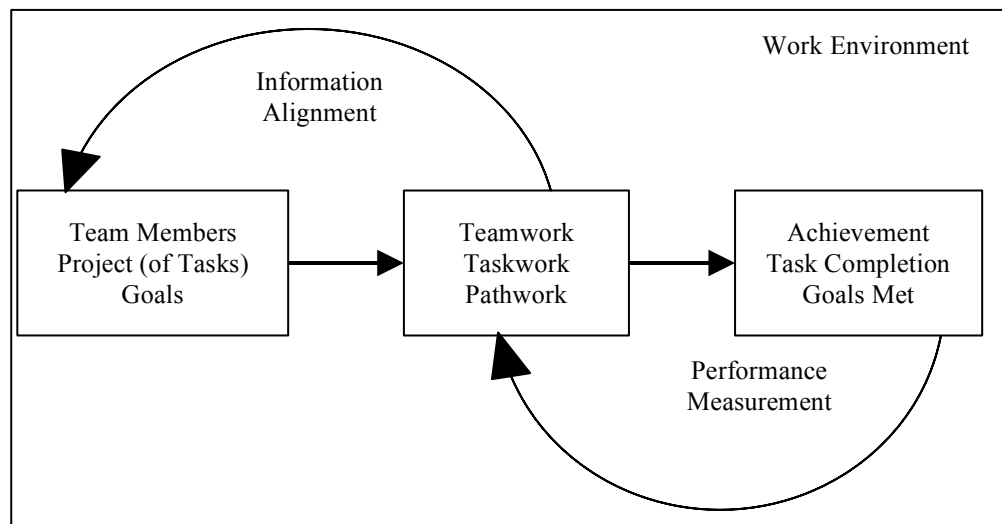 Work Environment
Information
Alignment
Team Members
Project (of Tasks)
Goals
Teamwork
Taskwork
Pathwork
Achievement
Task Completion
Goals Met
Performance
Measurement